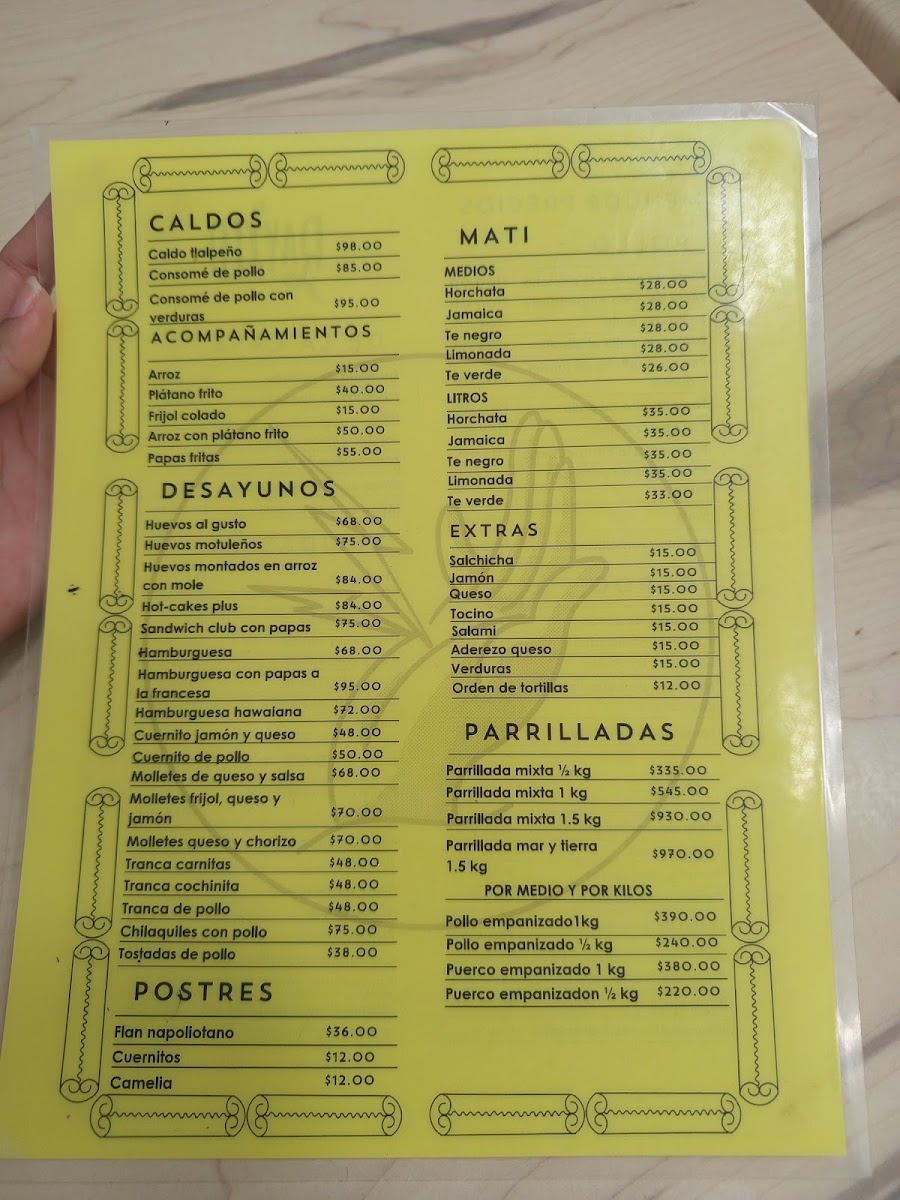 CALDOS
Caldo tlalpeño $98.00
Consomé de pollo $85.00
Consomé de pollo con
verduras $95.00
ACOMPAÑAMIENTOS
Arroz $15.00
Plátano frito $40.00
Frijol colado $15.00
Arroz con plátano frito $50.00
Papas fritas $55.00
DESAYUNOS
Huevos al gusto $68.00
Huevos motuleños $75.00
Huevos montados en arroz
con mole $84.00
Hot-cakes plus $84.00
Sandwich club con papas $75.00
Hamburguesa $68.00
Hamburguesa con papas a
la francesa $95.00
Hamburguesa hawaiana $72.00
Cuernito jamón y queso $48.00
Cuernito de pollo $50.00
Molletes de queso y salsa $68.00
Molletes frijol, queso y
jamón $70.00
Molletes queso y chorizo $70.00
Tranca carnitas $48.00
Tranca cochinita $48.00
Tranca de pollo $48.00
Chilaquiles con pollo $75.00
Tostadas de pollo $38.00
POSTRES
Flan napoliotano $36.00
Cuernitos $12.00
Camelia $12.00
MATI
MEDIOS
Horchata $28.00
Jamaica $28.00
Te negro $28.00
Limonada $28.00
Te verde $26.00
LITROS
Horchata $35.00
Jamaica $35.00
Te negro $35.00
Limonada $35.00
Te verde $33.00
EXTRAS
Salchicha $15.00
Jamón $15.00
Queso $15.00
Tocino $15.00
Salami $15.00
Aderezo queso $15.00
Verduras $15.00
Orden de tortillas $12.00
PARRILLADAS
Parrillada mixta ½ kg $335.00
Parrillada mixta 1 kg $545.00
Parrillada mixta 1.5 kg $930.00
Parrillada mar y tierra
1.5 kg $970.00
POR MEDIO Y POR KILOS
Pollo empanizado1kg $390.00
Pollo empanizado ½ kg $240.00
Puerco empanizado 1 kg $380.00
Puerco empanizadon ½ kg $220.00